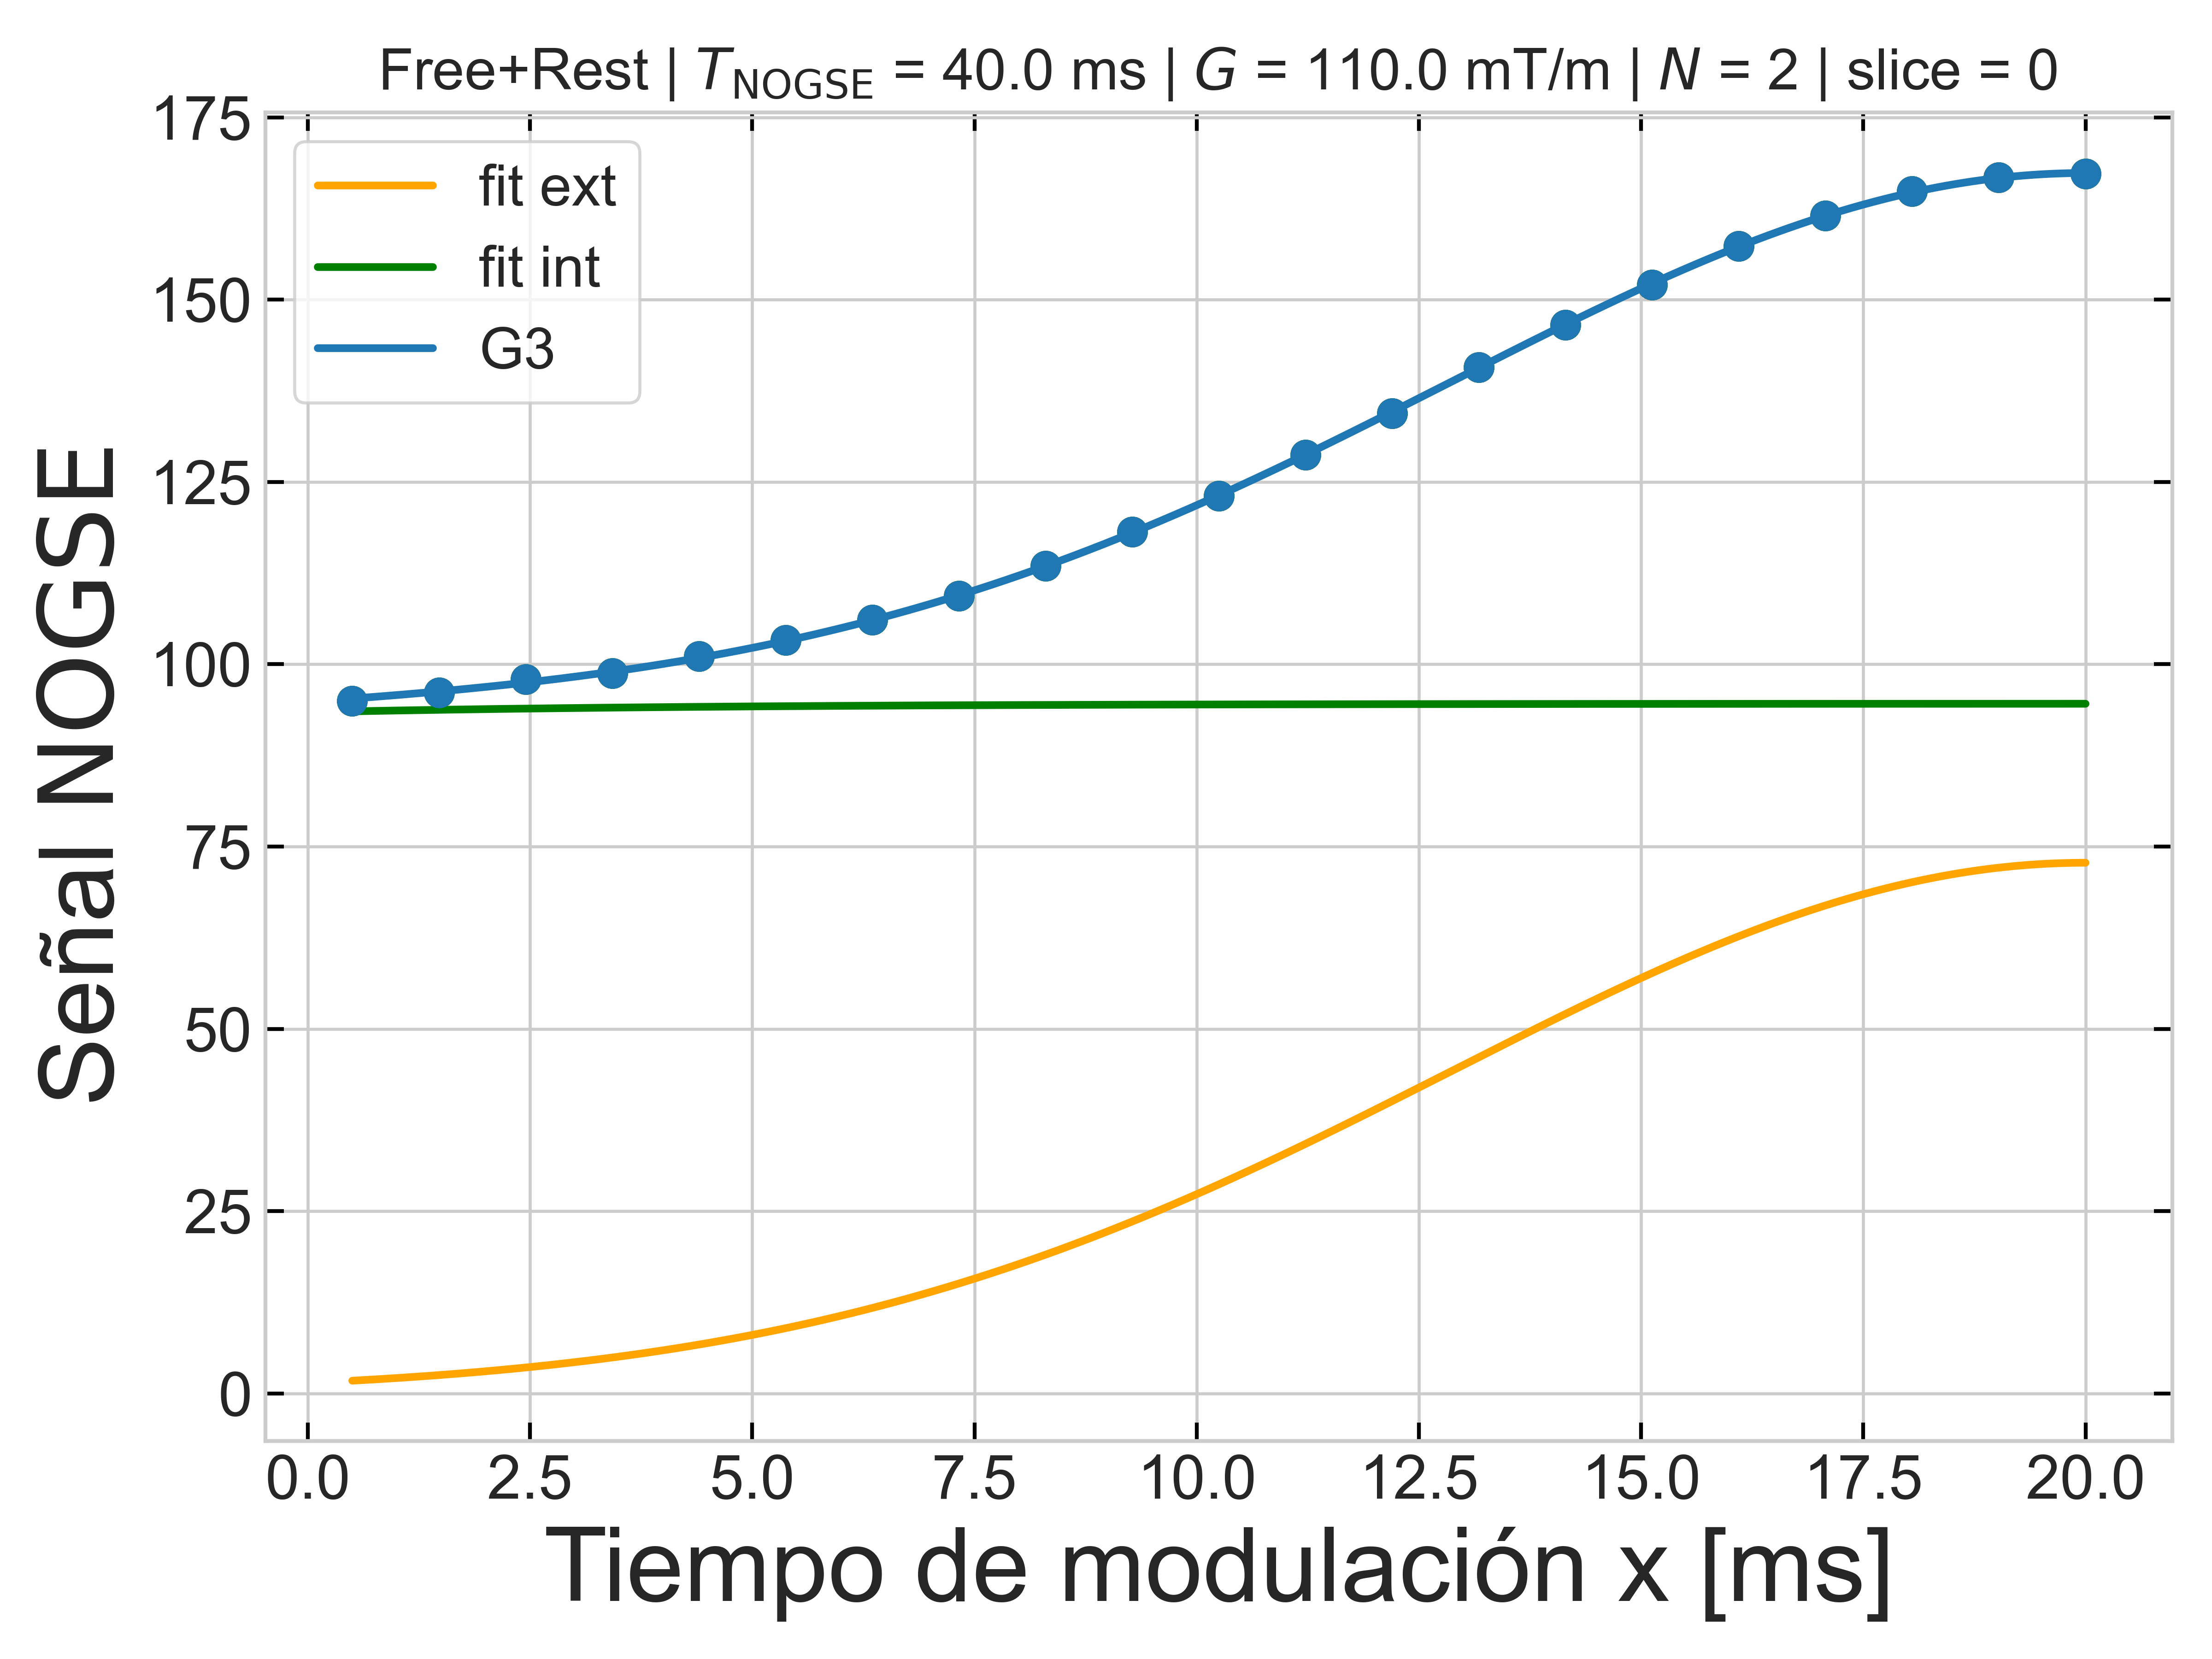 Free+Rest | T_NOGSE = 40.0 ms | G = 110.0 mT/m | N = 2 | slice = 0
175
150
125
100
75
50
25
0
fit ext
fit int
G3
Señal NOGSE
0.0 2.5 5.0 7.5 10.0 12.5 15.0 17.5 20.0
Tiempo de modulación x [ms]